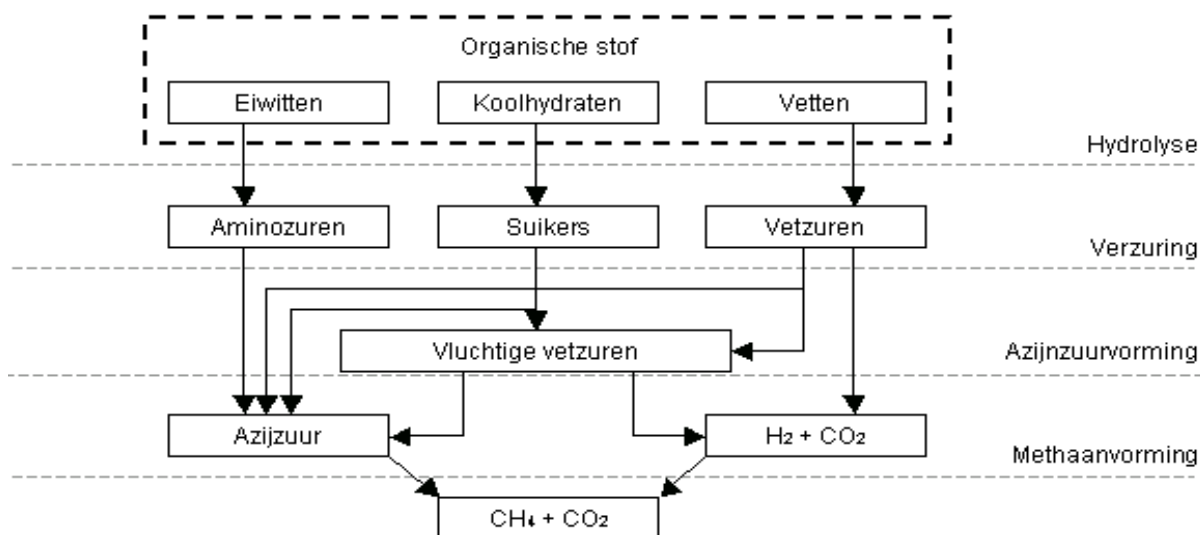 Organische stof
Eiwitten Koolhydraten Vetten
Hydrolyse
Aminozuren Suikers Vetzuren
Verzuring
Vluchtige vetzuren
Azijnzuurvorming
Azijzuur H₂ + CO₂
Methaanvorming
CH₄ + CO₂